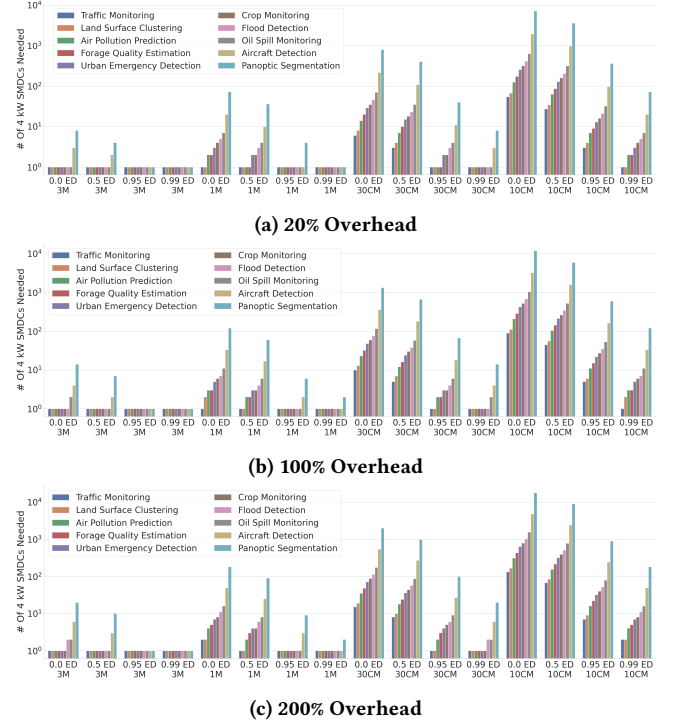 # Of 4 kW SMDCs Needed
10⁴
10³
10²
10¹
10⁰
Traffic Monitoring
Land Surface Clustering
Air Pollution Prediction
Forage Quality Estimation
Urban Emergency Detection
Crop Monitoring
Flood Detection
Oil Spill Monitoring
Aircraft Detection
Panoptic Segmentation
0.0 ED 0.5 ED 0.95 ED 0.99 ED 0.0 ED 0.5 ED 0.95 ED 0.99 ED 0.0 ED 0.5 ED 0.95 ED 0.99 ED 0.0 ED 0.5 ED 0.95 ED 0.99 ED
3M 3M 3M 3M 1M 1M 1M 1M 30CM 30CM 30CM 30CM 10CM 10CM 10CM 10CM
(a) 20% Overhead
# Of 4 kW SMDCs Needed
10⁴
10³
10²
10¹
10⁰
Traffic Monitoring
Land Surface Clustering
Air Pollution Prediction
Forage Quality Estimation
Urban Emergency Detection
Crop Monitoring
Flood Detection
Oil Spill Monitoring
Aircraft Detection
Panoptic Segmentation
0.0 ED 0.5 ED 0.95 ED 0.99 ED 0.0 ED 0.5 ED 0.95 ED 0.99 ED 0.0 ED 0.5 ED 0.95 ED 0.99 ED 0.0 ED 0.5 ED 0.95 ED 0.99 ED
3M 3M 3M 3M 1M 1M 1M 1M 30CM 30CM 30CM 30CM 10CM 10CM 10CM 10CM
(b) 100% Overhead
# Of 4 kW SMDCs Needed
10⁴
10³
10²
10¹
10⁰
Traffic Monitoring
Land Surface Clustering
Air Pollution Prediction
Forage Quality Estimation
Urban Emergency Detection
Crop Monitoring
Flood Detection
Oil Spill Monitoring
Aircraft Detection
Panoptic Segmentation
0.0 ED 0.5 ED 0.95 ED 0.99 ED 0.0 ED 0.5 ED 0.95 ED 0.99 ED 0.0 ED 0.5 ED 0.95 ED 0.99 ED 0.0 ED 0.5 ED 0.95 ED 0.99 ED
3M 3M 3M 3M 1M 1M 1M 1M 30CM 30CM 30CM 30CM 10CM 10CM 10CM 10CM
(c) 200% Overhead